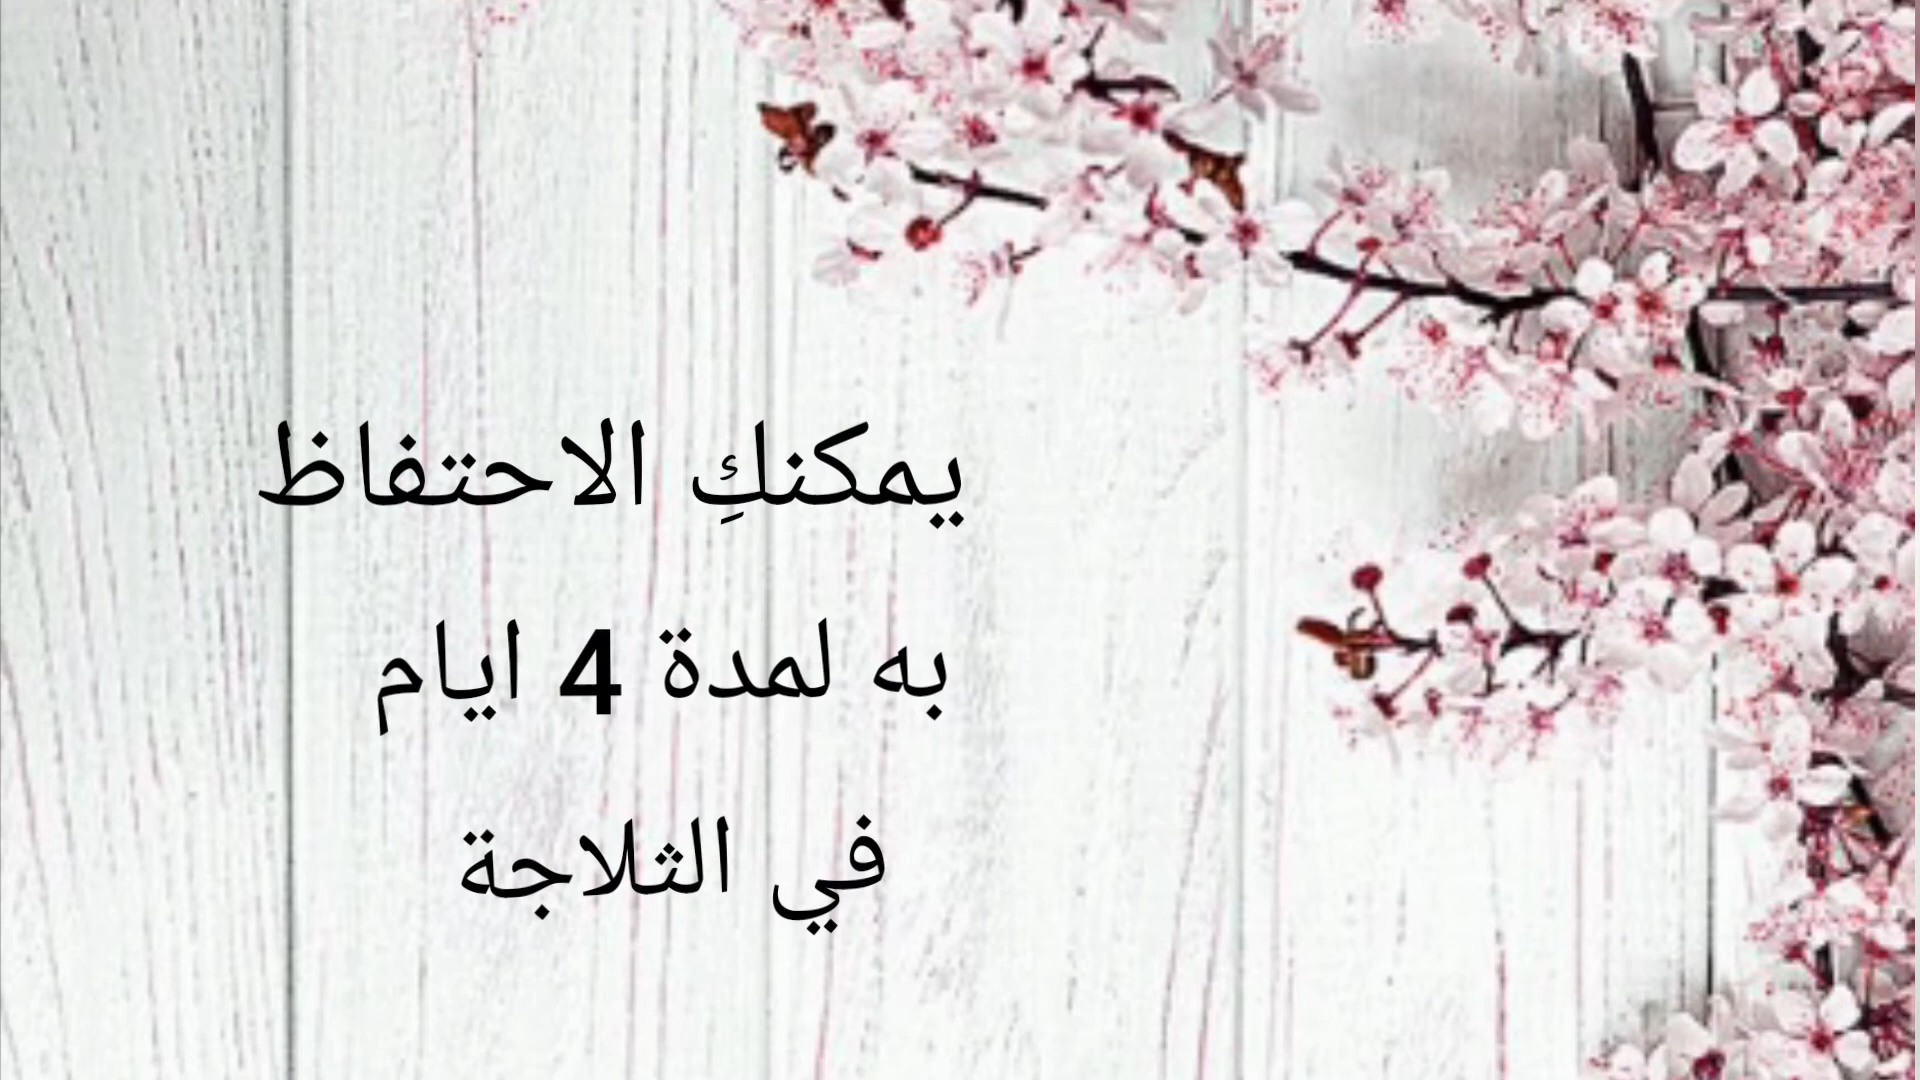 يمكنكِ الاحتفاظ
به لمدة 4 ايام
في الثلاجة